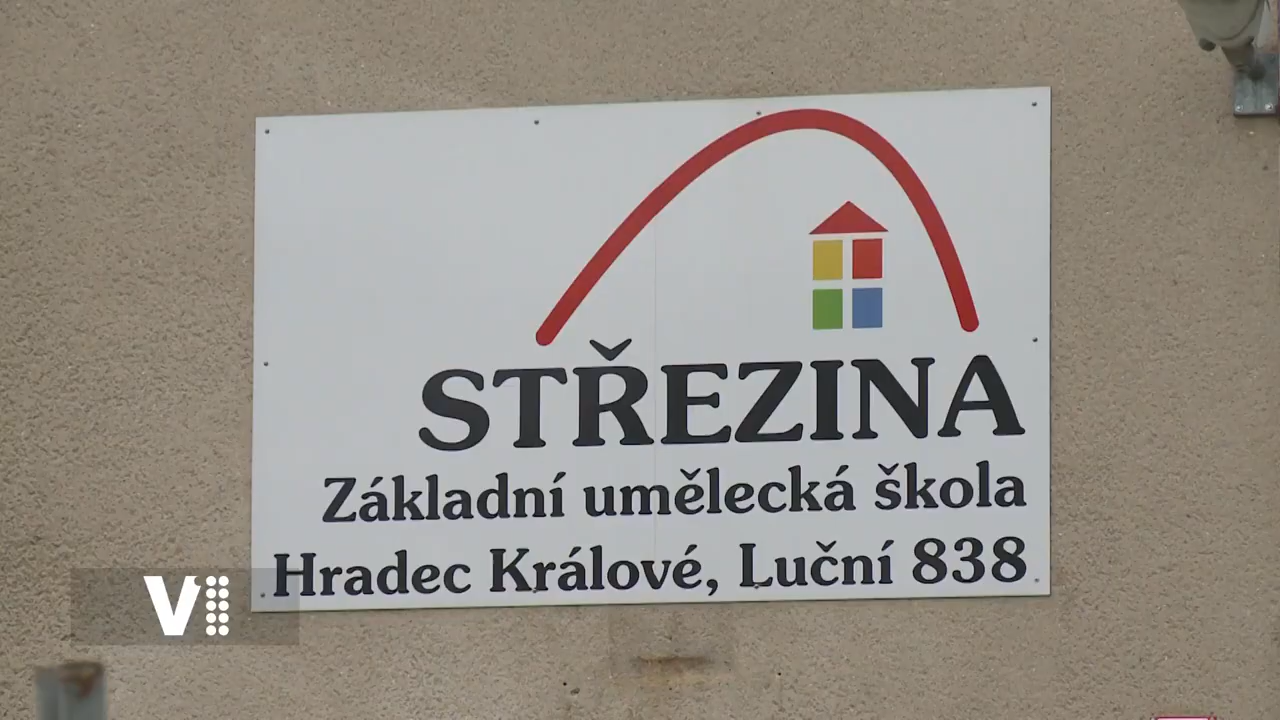 STŘEZINA
Základní umělecká škola
Hradec Králové, Luční 838
V